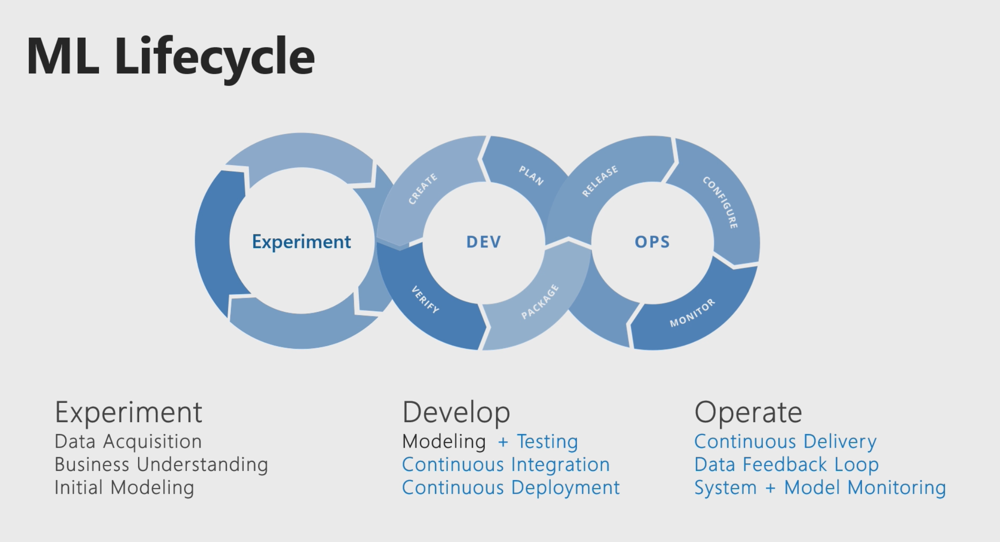 ML Lifecycle
Experiment
DEV
OPS
CREATE
PLAN
VERIFY
PACKAGE
RELEASE
CONFIGURE
MONITOR
Experiment
Data Acquisition
Business Understanding
Initial Modeling
Develop
Modeling + Testing
Continuous Integration
Continuous Deployment
Operate
Continuous Delivery
Data Feedback Loop
System + Model Monitoring